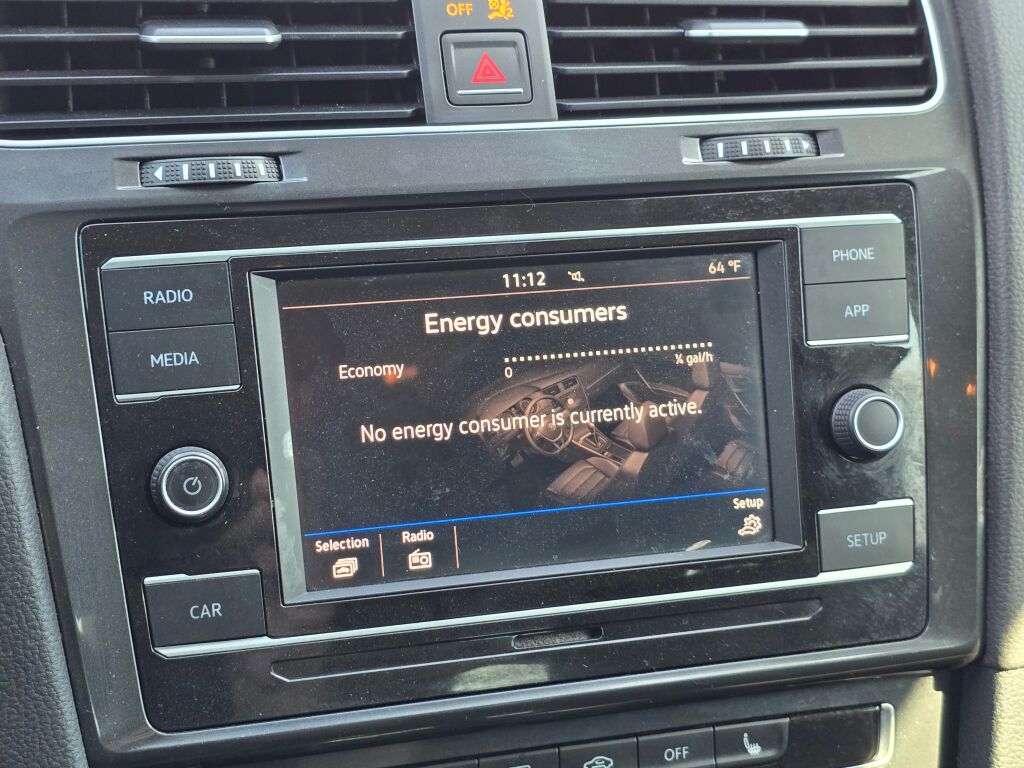 OFF
2
RADIO
MEDIA
PHONE
APP
11:12
64 °F
Energy consumers
Economy
0
¼ gal/h
No energy consumer is currently active.
Selection
Radio
Setup
CAR
SETUP
OFF